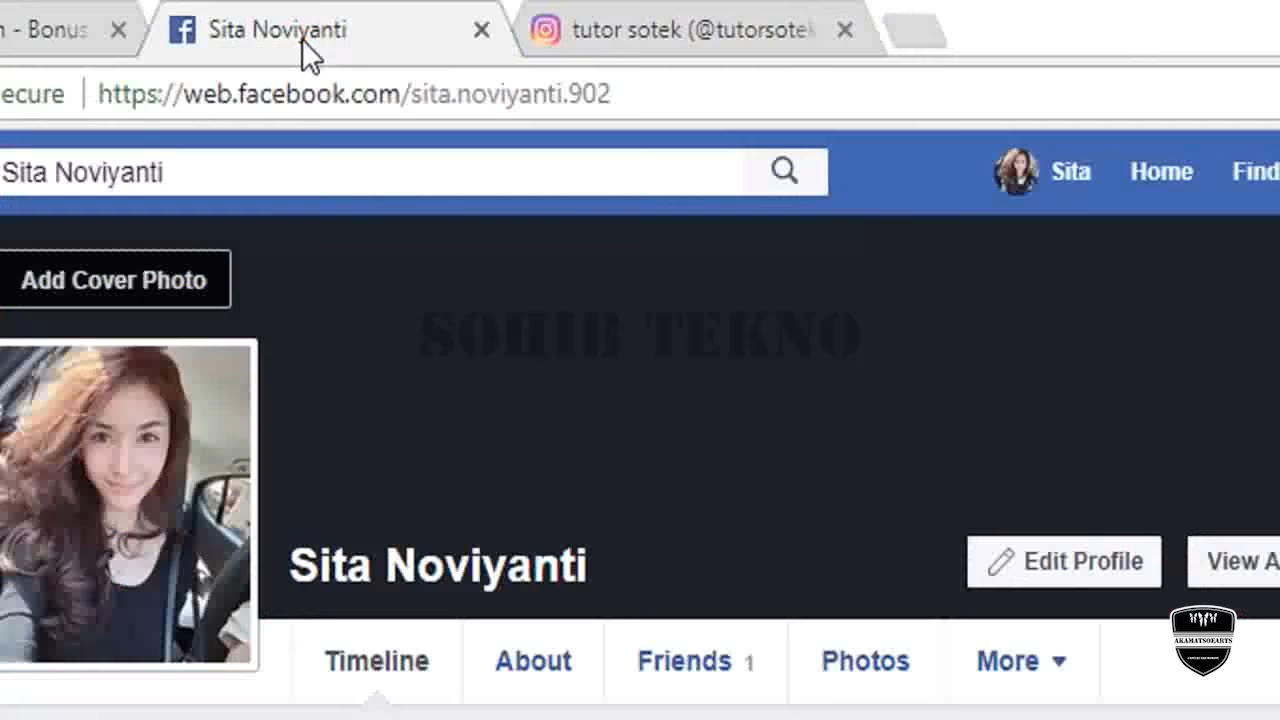 n - Bonus
Sita Noviyanti
tutor sotek (@tutorsotek
ecure
https://web.facebook.com/sita.noviyanti.902
Sita Noviyanti
Sita
Home
Find
Add Cover Photo
SOHIB TEKNO
Sita Noviyanti
Edit Profile
View A
AKAMATSOEARTS
Timeline
About
Friends 1
Photos
More